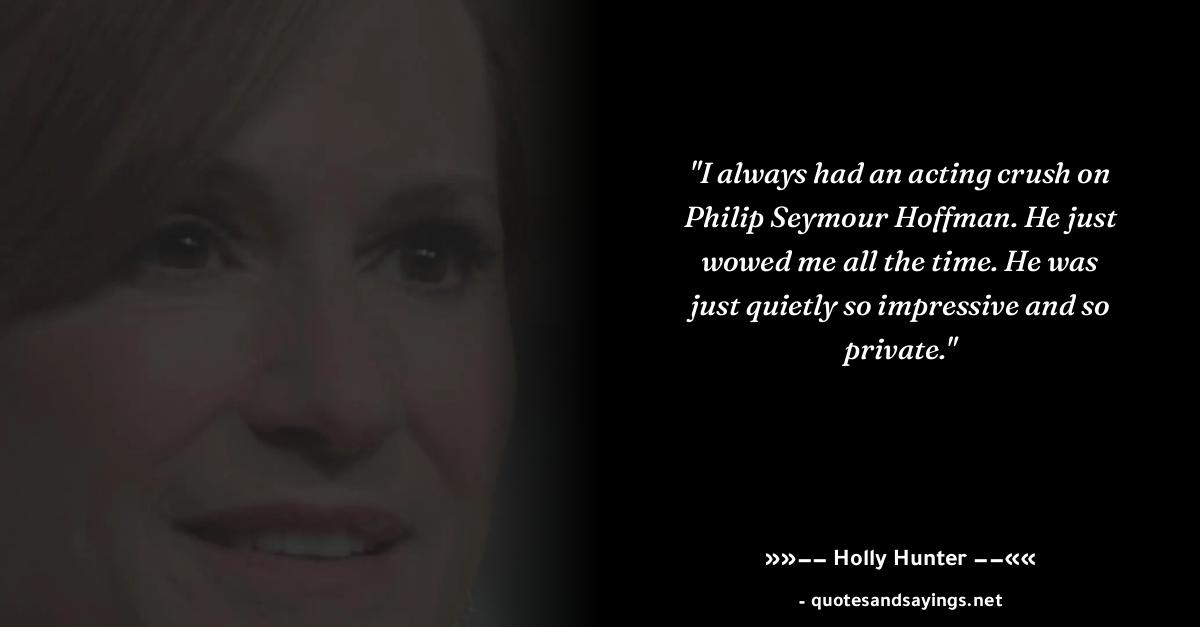 "I always had an acting crush on
Philip Seymour Hoffman. He just
wowed me all the time. He was
just quietly so impressive and so
private."
»»−− Holly Hunter −−««
- quotesandsayings.net